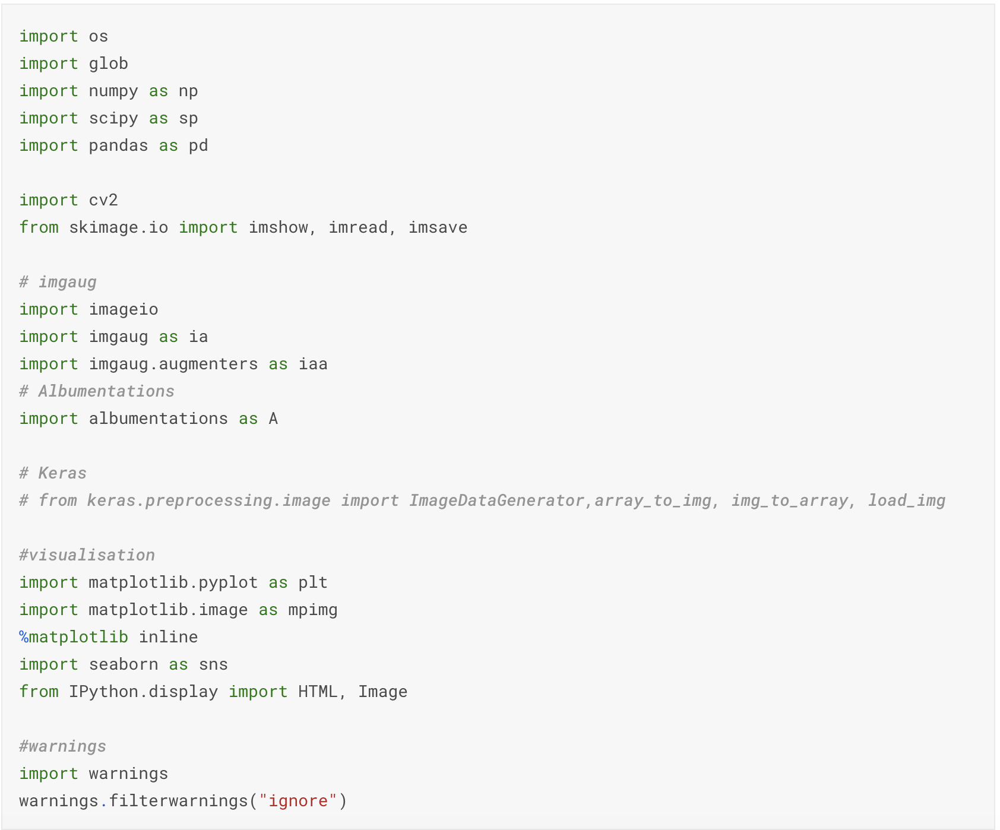 import os
import glob
import numpy as np
import scipy as sp
import pandas as pd
import cv2
from skimage.io import imshow, imread, imsave
# imgaug
import imageio
import imgaug as ia
import imgaug.augmenters as iaa
# Albumentations
import albumentations as A
# Keras
# from keras.preprocessing.image import ImageDataGenerator,array_to_img, img_to_array, load_img
#visualisation
import matplotlib.pyplot as plt
import matplotlib.image as mpimg
%matplotlib inline
import seaborn as sns
from IPython.display import HTML, Image
#warnings
import warnings
warnings.filterwarnings("ignore")